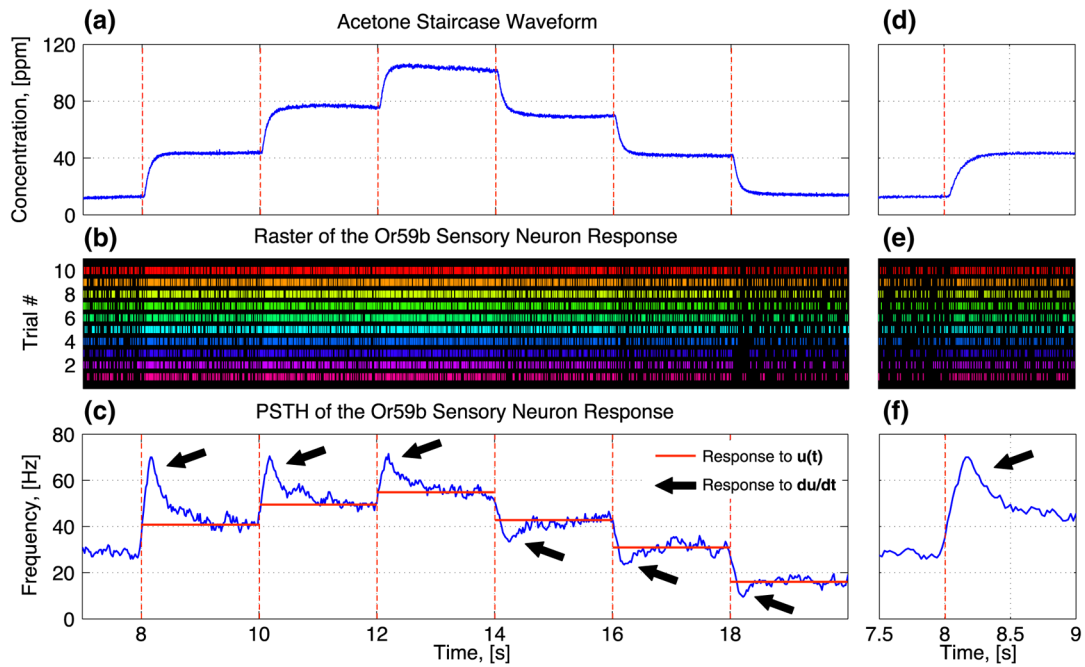 (a) Acetone Staircase Waveform (d)
Concentration, [ppm]
120
80
40
0
(b) Raster of the Or59b Sensory Neuron Response (e)
Trial #
10
8
6
4
2
(c) PSTH of the Or59b Sensory Neuron Response (f)
Frequency, [Hz]
80
60
40
20
0
Response to u(t)
Response to du/dt
8 10 12 14 16 18 7.5 8 8.5 9
Time, [s] Time, [s]